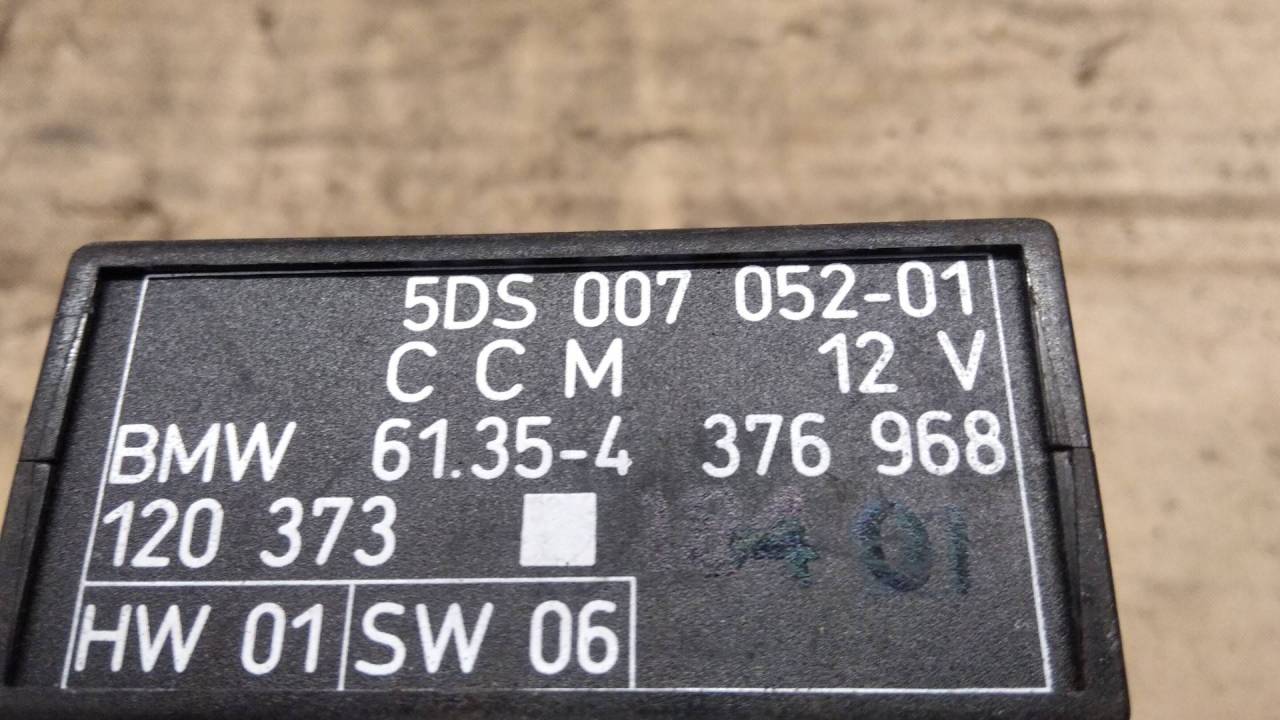 5DS 007 052-01
C C M 12 V
BMW 61.35-4 376 968
120 373
HW 01 SW 06